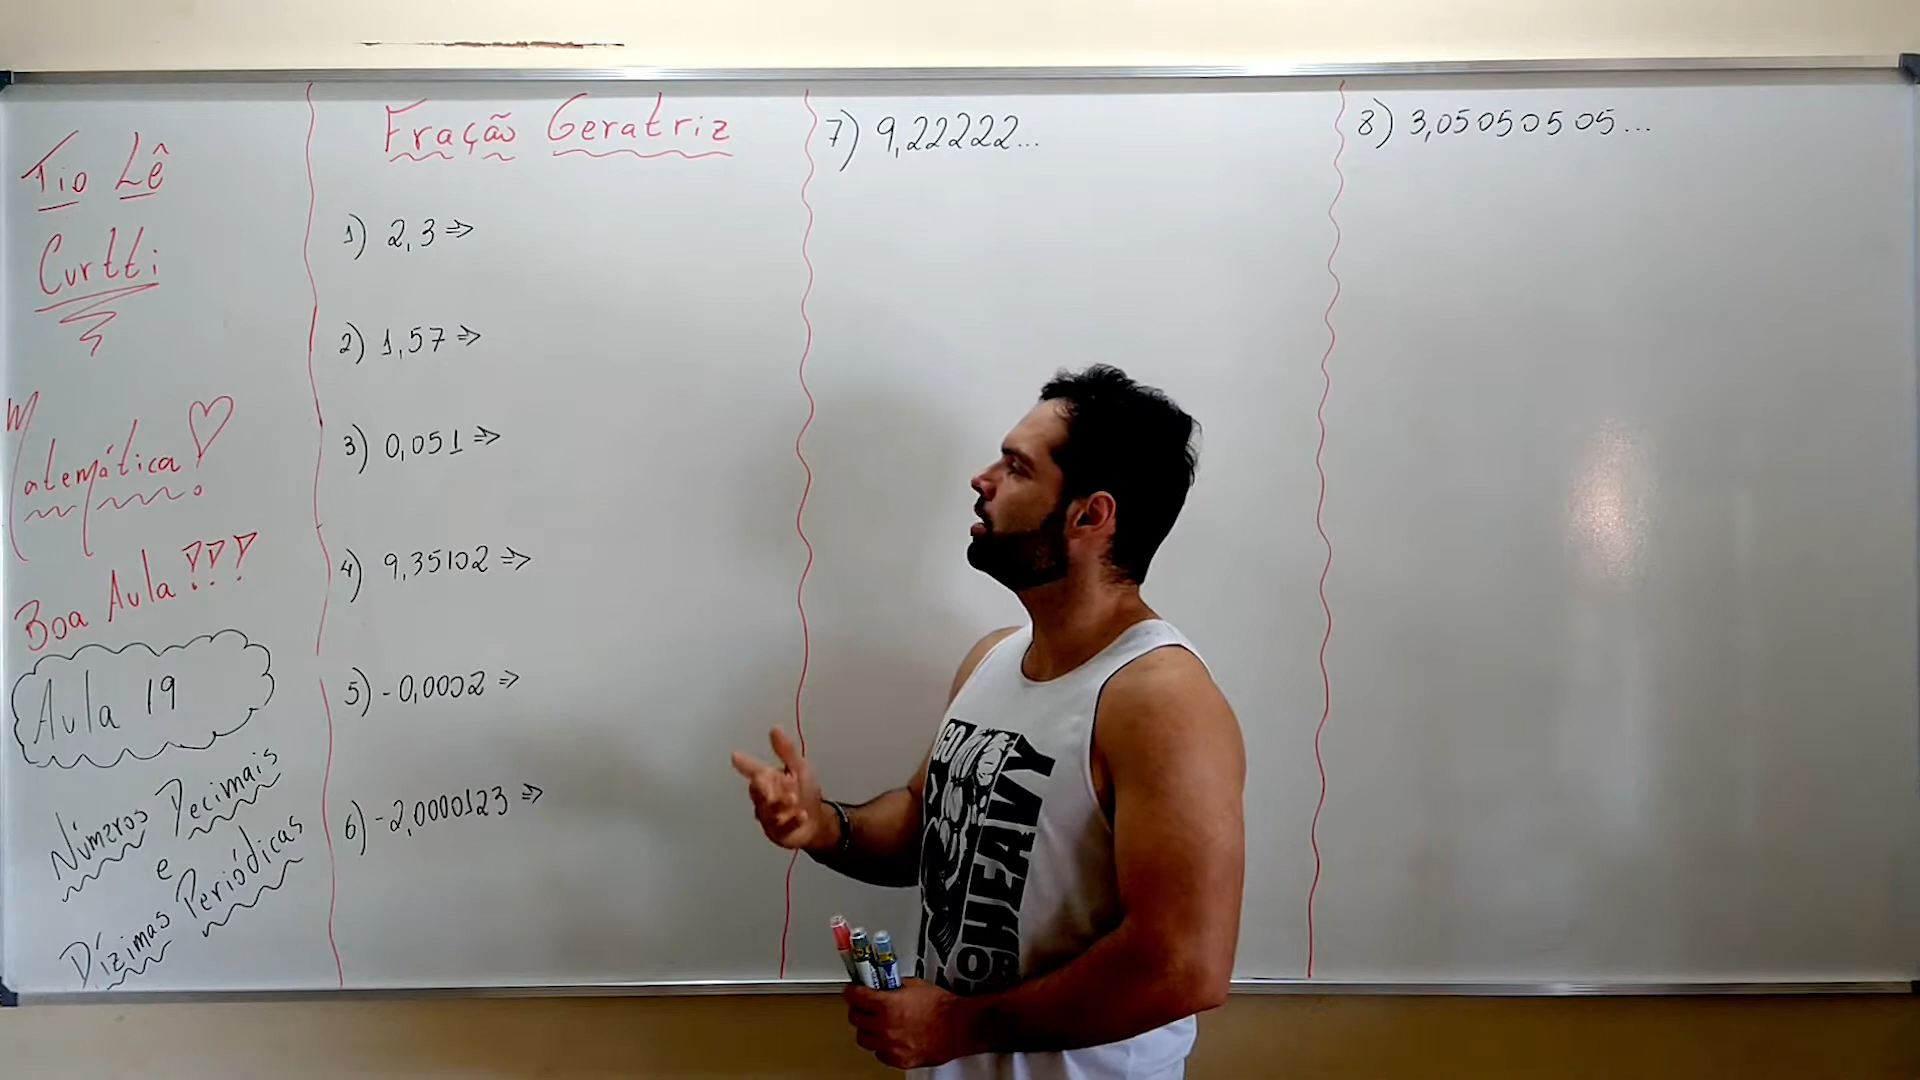 Tio Lê
Curtti
Matemática
Boa Aula!!!
Aula 19
Números Decimais
e
Dízimas Periódicas
Fração Geratriz
1) 2,3 ⇒
2) 1,57 ⇒
3) 0,051 ⇒
4) 9,35102 ⇒
5) -0,0002 ⇒
6) -2,0000123 ⇒
7) 9,22222...
8) 3,05050505...
HEAVY